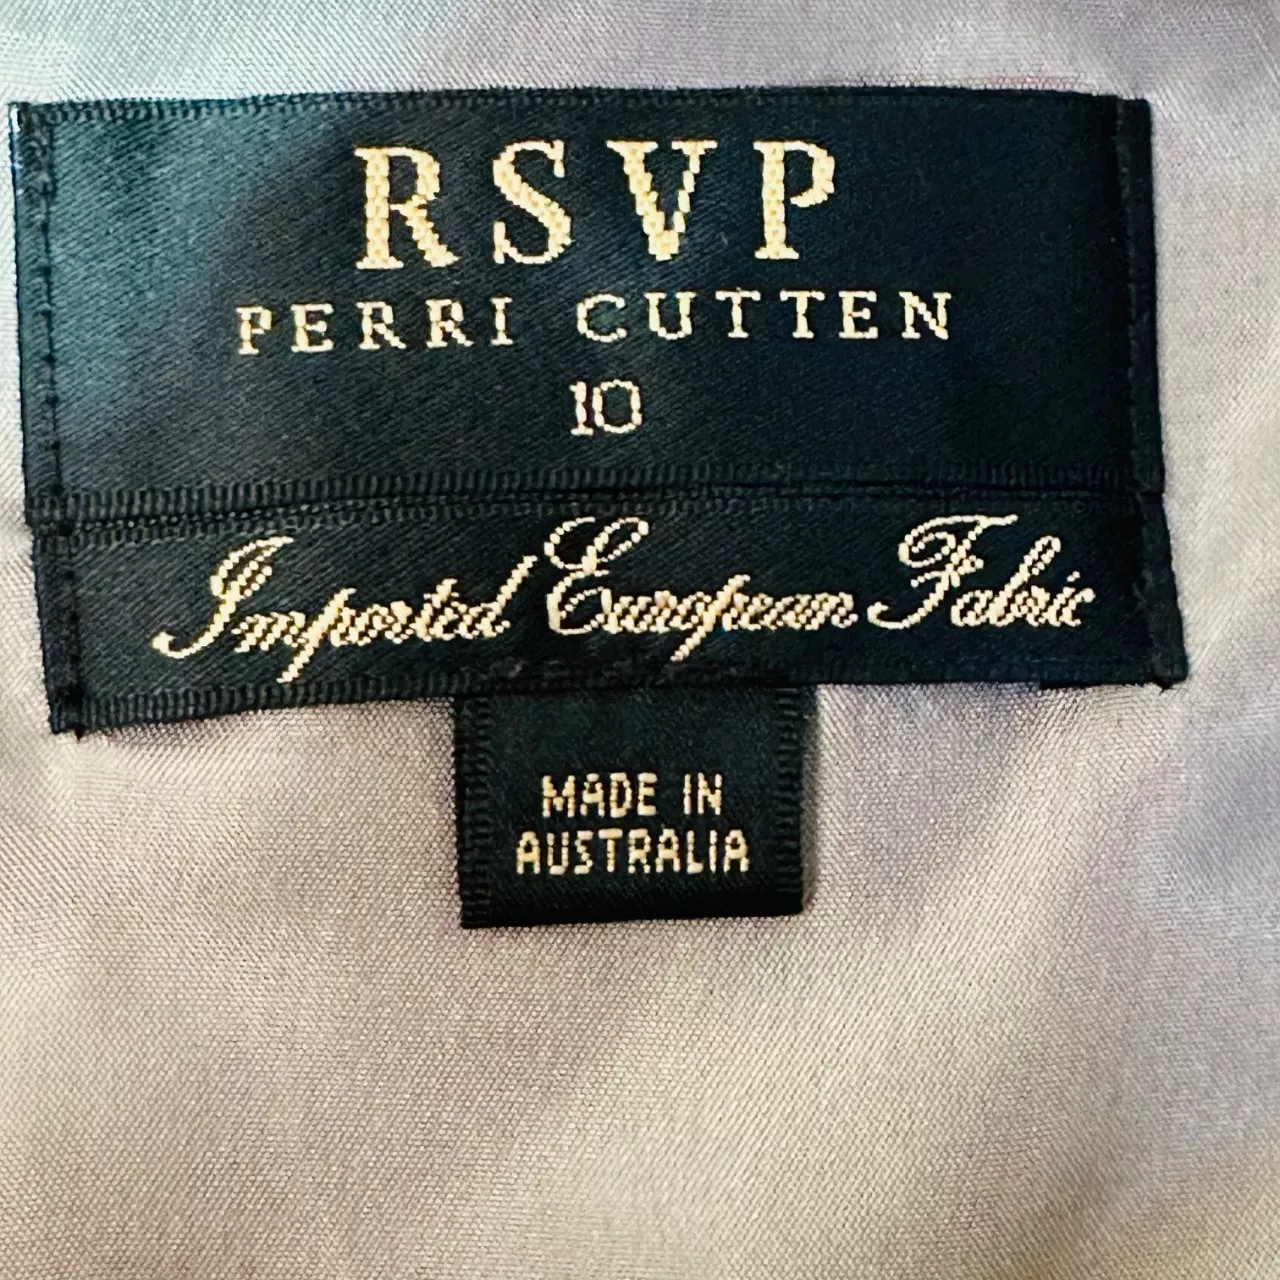 RSVP
PERRI CUTTEN
10
Imported European Fabric
MADE IN
AUSTRALIA